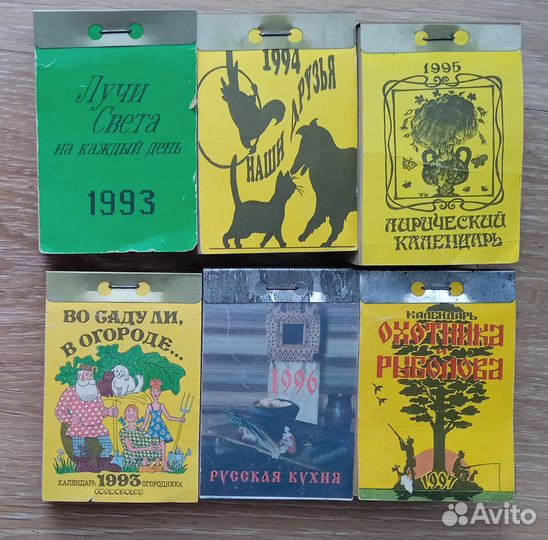 Лучи
Света
на каждый день
1993
1994
НАШИ ДРУЗЬЯ
1995
ЛИРИЧЕСКИЙ
КАЛЕНДАРЬ
ВО САДУ ЛИ,
В ОГОРОДЕ...
КАЛЕНДАРЬ 1993 ОГОРОДНИКА
1996
РУССКАЯ КУХНЯ
КАЛЕНДАРЬ
ОХОТНИКА
РЫБОЛОВА
1997
Avito